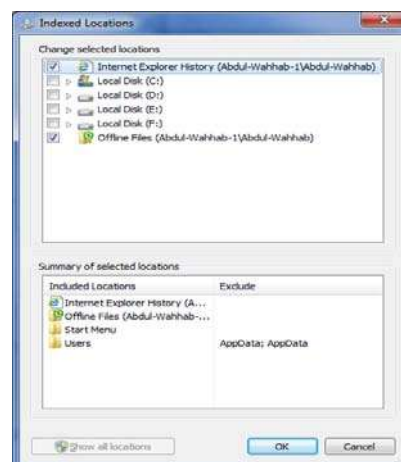 Indexed Locations
Change selected locations
Internet Explorer History (Abdul-Wahhab-1\Abdul-Wahhab)
Local Disk (C:)
Local Disk (D:)
Local Disk (E:)
Local Disk (F:)
Offline Files (Abdul-Wahhab-1\Abdul-Wahhab)
Summary of selected locations
Included Locations Exclude
Internet Explorer History (A...
Offline Files (Abdul-Wahhab-...
Start Menu
Users AppData; AppData
Show all locations OK Cancel